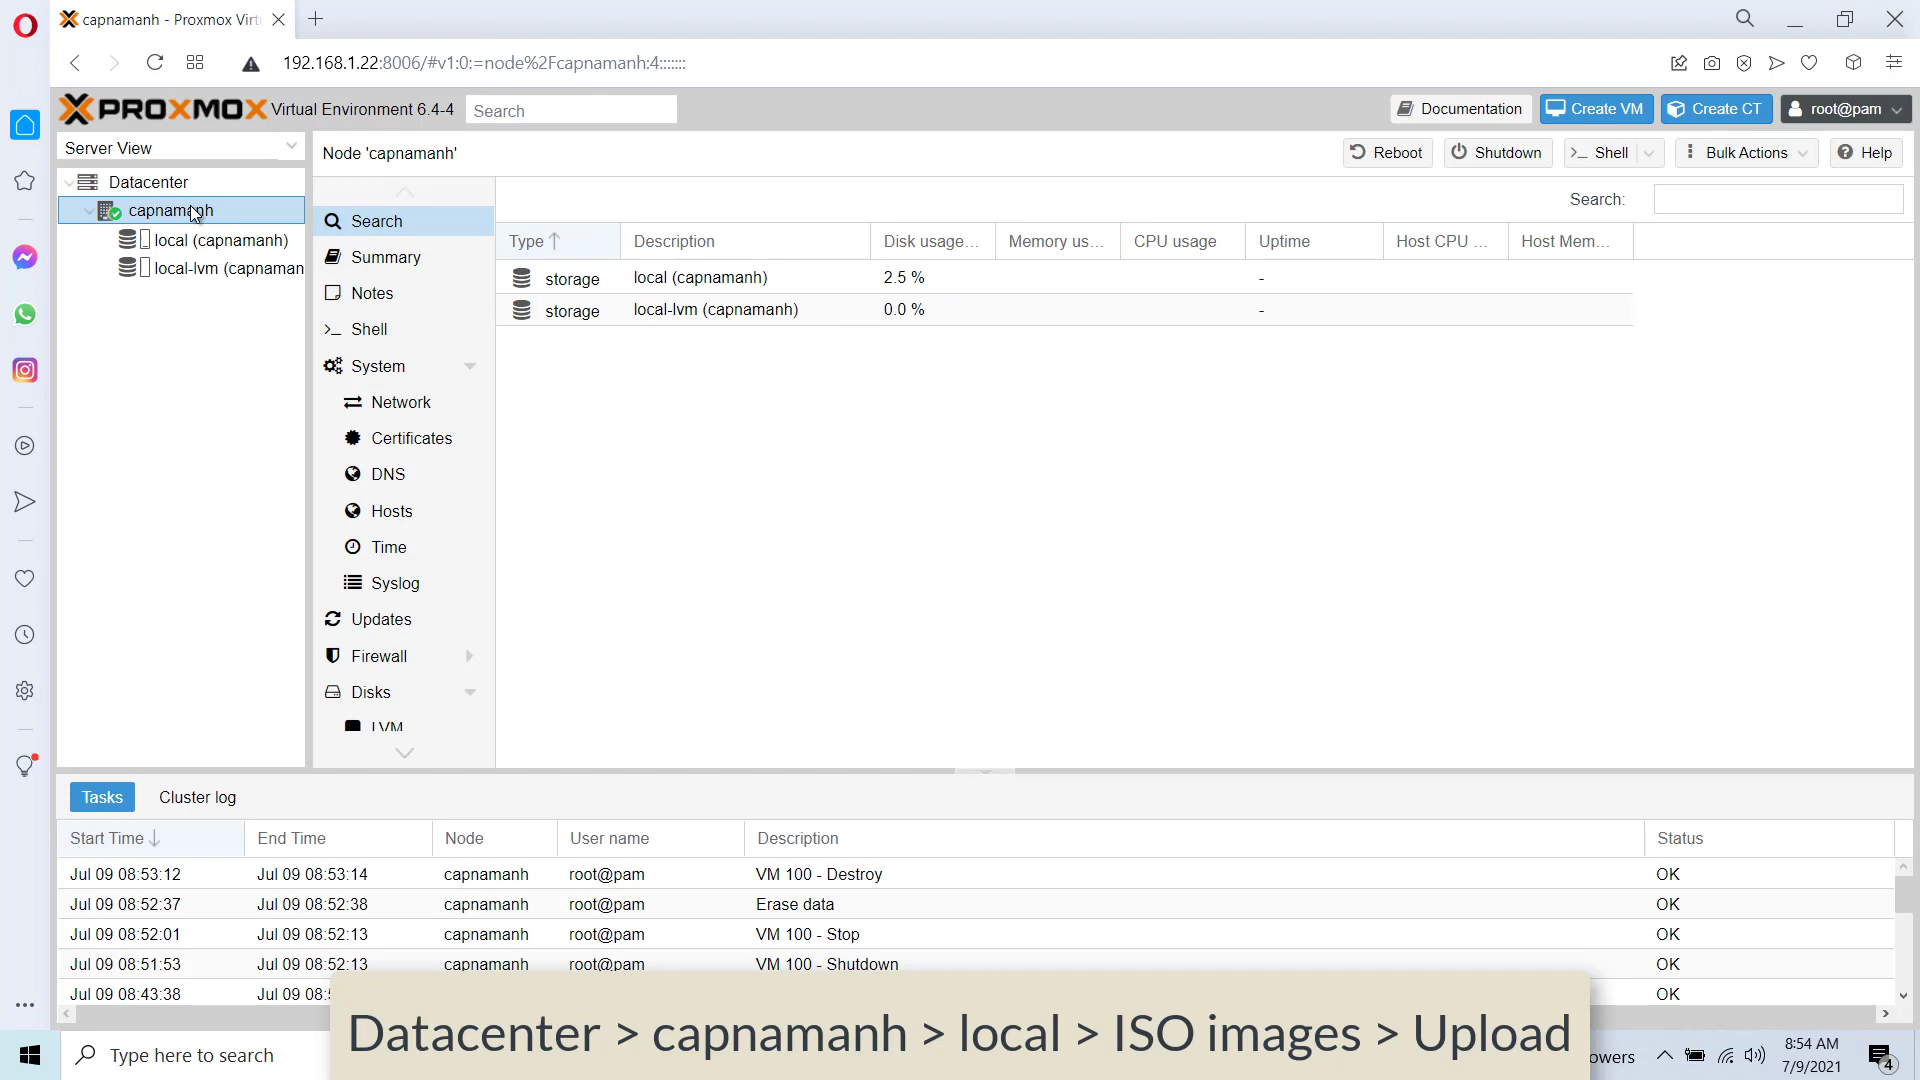 capnamanh - Proxmox Virt
192.168.1.22:8006/#v1:0:=node%2Fcapnamanh:4:::::::
PROXMOX Virtual Environment 6.4-4
Search
Documentation
Create VM
Create CT
root@pam
Server View
Node 'capnamanh'
Reboot
Shutdown
Shell
Bulk Actions
Help
Datacenter
capnamanh
local (capnamanh)
local-lvm (capnaman
Search
Summary
Notes
Shell
System
Network
Certificates
DNS
Hosts
Time
Syslog
Updates
Firewall
Disks
LVM
Search:
Type Description Disk usage... Memory us... CPU usage Uptime Host CPU ... Host Mem...
storage local (capnamanh) 2.5 % -
storage local-lvm (capnamanh) 0.0 % -
Tasks Cluster log
Start Time End Time Node User name Description Status
Jul 09 08:53:12 Jul 09 08:53:14 capnamanh root@pam VM 100 - Destroy OK
Jul 09 08:52:37 Jul 09 08:52:38 capnamanh root@pam Erase data OK
Jul 09 08:52:01 Jul 09 08:52:13 capnamanh root@pam VM 100 - Stop OK
Jul 09 08:51:53 Jul 09 08:52:13 capnamanh root@pam VM 100 - Shutdown OK
Jul 09 08:43:38 Jul 09 08: OK
Datacenter > capnamanh > local > ISO images > Upload
Type here to search
owers
8:54 AM
7/9/2021
4